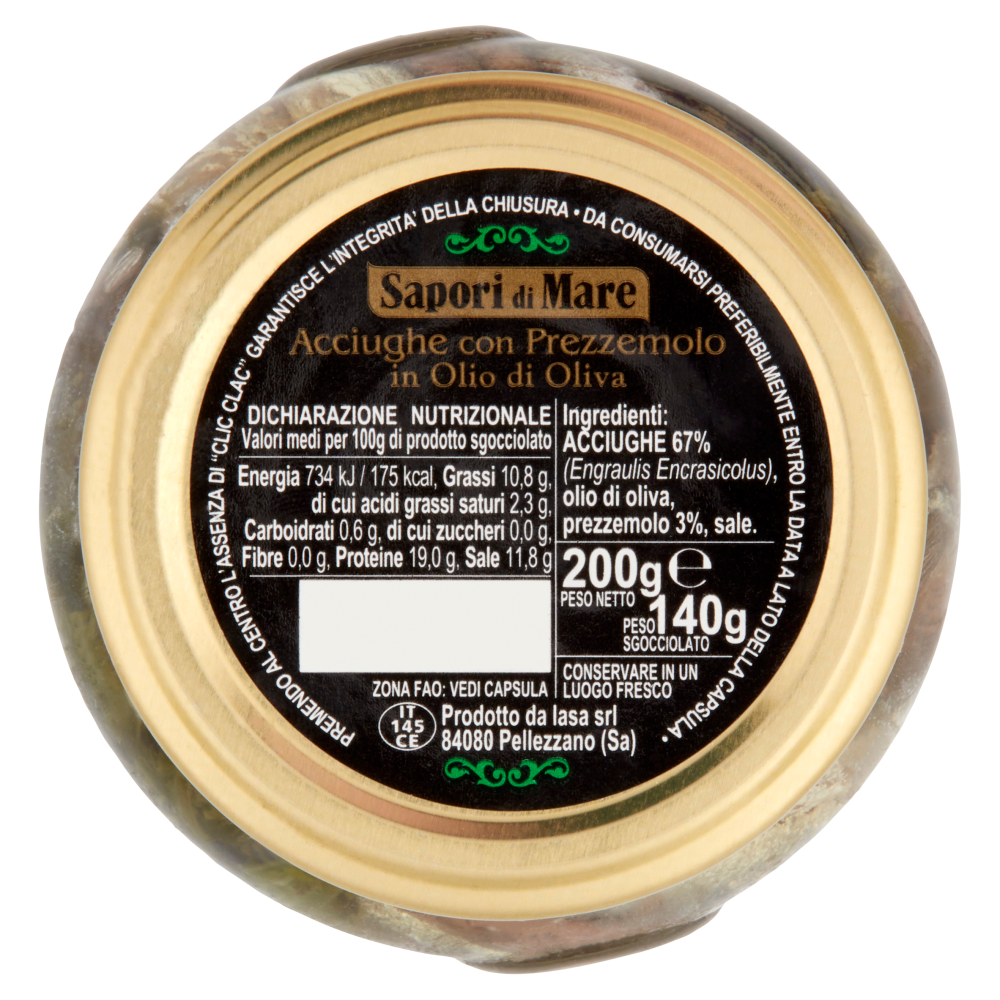 PREMENDO AL CENTRO L'ASSENZA DI "CLIC CLAC" GARANTISCE L'INTEGRITA' DELLA CHIUSURA • DA CONSUMARSI PREFERIBILMENTE ENTRO LA DATA A LATO DELLA CAPSULA •
Sapori di Mare
Acciughe con Prezzemolo
in Olio di Oliva
DICHIARAZIONE NUTRIZIONALE
Valori medi per 100g di prodotto sgocciolato
Energia 734 kJ / 175 kcal, Grassi 10,8 g,
di cui acidi grassi saturi 2,3 g,
Carboidrati 0,6 g, di cui zuccheri 0,0 g,
Fibre 0,0 g, Proteine 19,0 g, Sale 11,8 g
Ingredienti:
ACCIUGHE 67%
(Engraulis Encrasicolus),
olio di oliva,
prezzemolo 3%, sale.
200g ℮
PESO NETTO
140g
PESO
SGOCCIOLATO
CONSERVARE IN UN
LUOGO FRESCO
ZONA FAO: VEDI CAPSULA
IT
145
CE
Prodotto da Iasa srl
84080 Pellezzano (Sa)